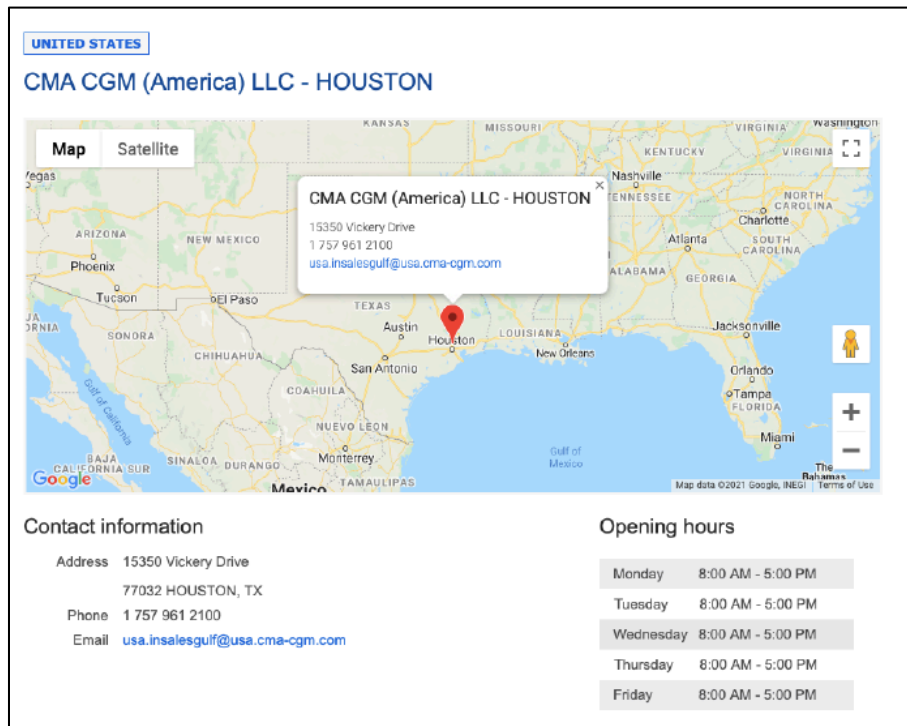 UNITED STATES
CMA CGM (America) LLC - HOUSTON
Map Satellite
KANSAS
MISSOURI
VIRGINIA
Washington
KENTUCKY
VIRGINIA
Vegas
Nashville
TENNESSEE
NORTH CAROLINA
Charlotte
CMA CGM (America) LLC - HOUSTON
15350 Vickery Drive
1 757 961 2100
usa.insalesgulf@usa.cma-cgm.com
ARIZONA
NEW MEXICO
Atlanta
SOUTH CAROLINA
Phoenix
ALABAMA
GEORGIA
Tucson
El Paso
TEXAS
Austin
Houston
LOUISIANA
Jacksonville
SONORA
CHIHUAHUA
San Antonio
New Orleans
Orlando
COAHUILA
Tampa
FLORIDA
Gulf of California
NUEVO LEON
Miami
BAJA CALIFORNIA SUR
SINALOA
DURANGO
Monterrey
Gulf of Mexico
The Bahamas
TAMAULIPAS
Mexico
Google
Map data ©2021 Google, INEGI
Terms of Use
Contact information
Address 15350 Vickery Drive
77032 HOUSTON, TX
Phone 1 757 961 2100
Email usa.insalesgulf@usa.cma-cgm.com
Opening hours
Monday 8:00 AM - 5:00 PM
Tuesday 8:00 AM - 5:00 PM
Wednesday 8:00 AM - 5:00 PM
Thursday 8:00 AM - 5:00 PM
Friday 8:00 AM - 5:00 PM